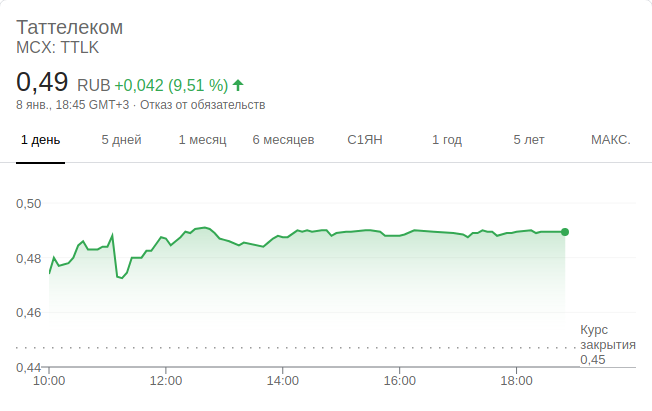 Таттелеком
MCX: TTLK
0,49 RUB +0,042 (9,51 %)
8 янв., 18:45 GMT+3 · Отказ от обязательств
1 день 5 дней 1 месяц 6 месяцев С1ЯН 1 год 5 лет МАКС.
0,50
0,48
0,46
Курс
закрытия
0,45
0,44
10:00 12:00 14:00 16:00 18:00